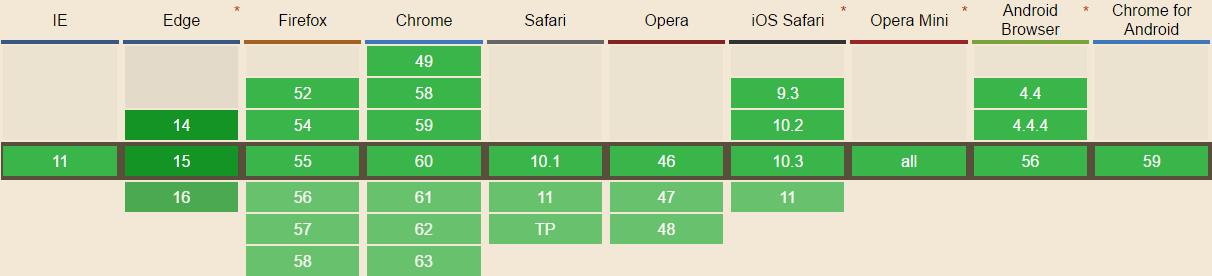 IE Edge * Firefox Chrome Safari Opera iOS Safari * Opera Mini * Android Browser * Chrome for Android
49
52 58 9.3 4.4
14 54 59 10.2 4.4.4
11 15 55 60 10.1 46 10.3 all 56 59
16 56 61 11 47 11
57 62 TP 48
58 63